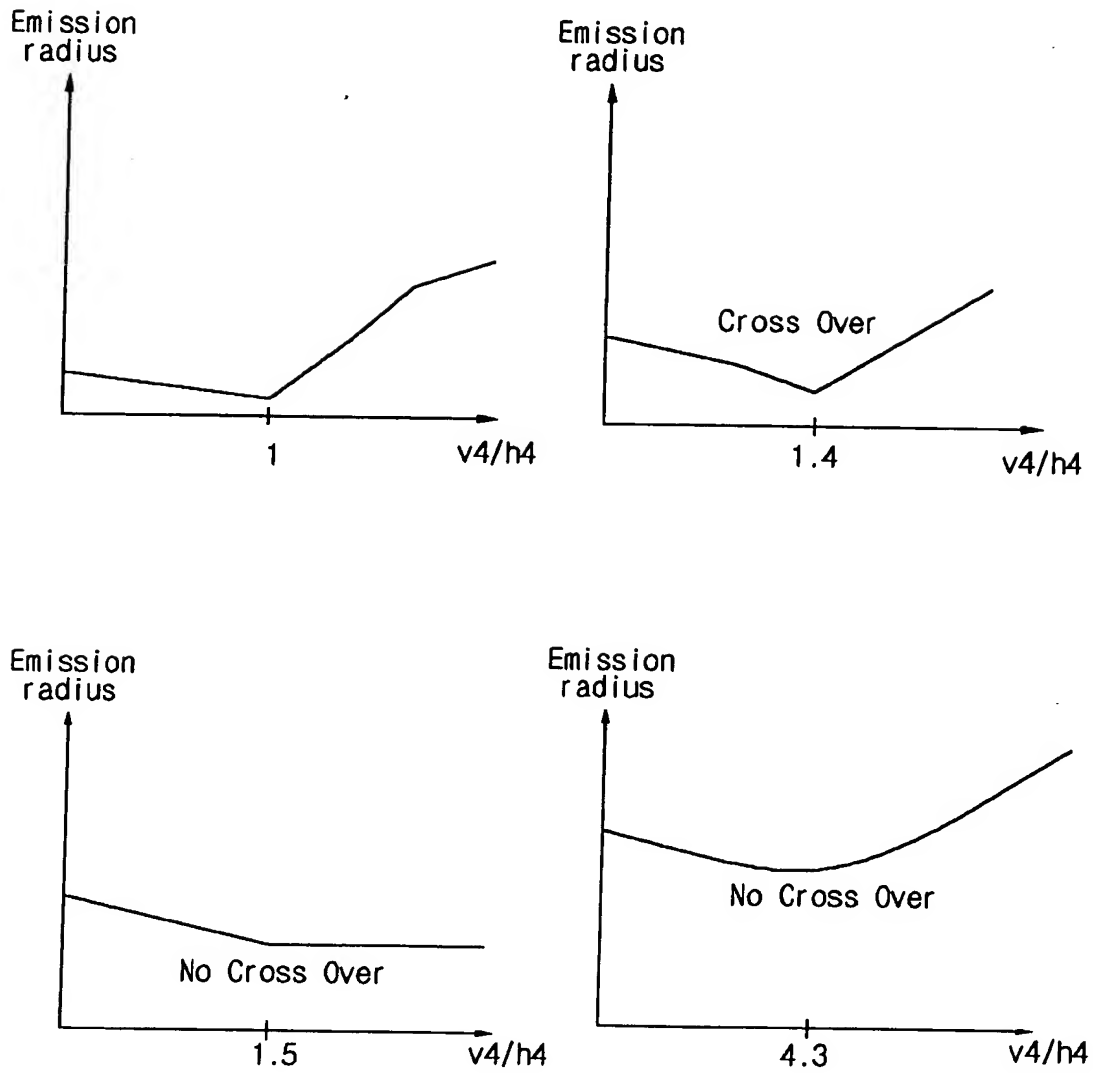 Emission
radius
1
v4/h4
Emission
radius
Cross Over
1.4
v4/h4
Emission
radius
No Cross Over
1.5
v4/h4
Emission
radius
No Cross Over
4.3
v4/h4